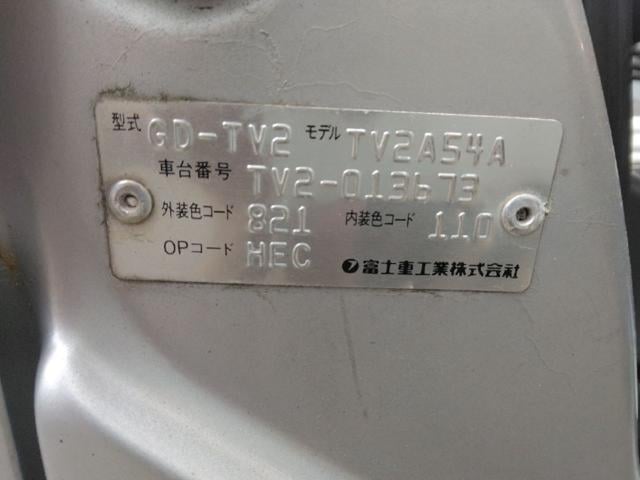 型式 GD-TV2 モデル TV2A54A
車台番号 TV2-013673
外装色コード 821 内装色コード 110
OPコード HEC
富士重工業株式会社